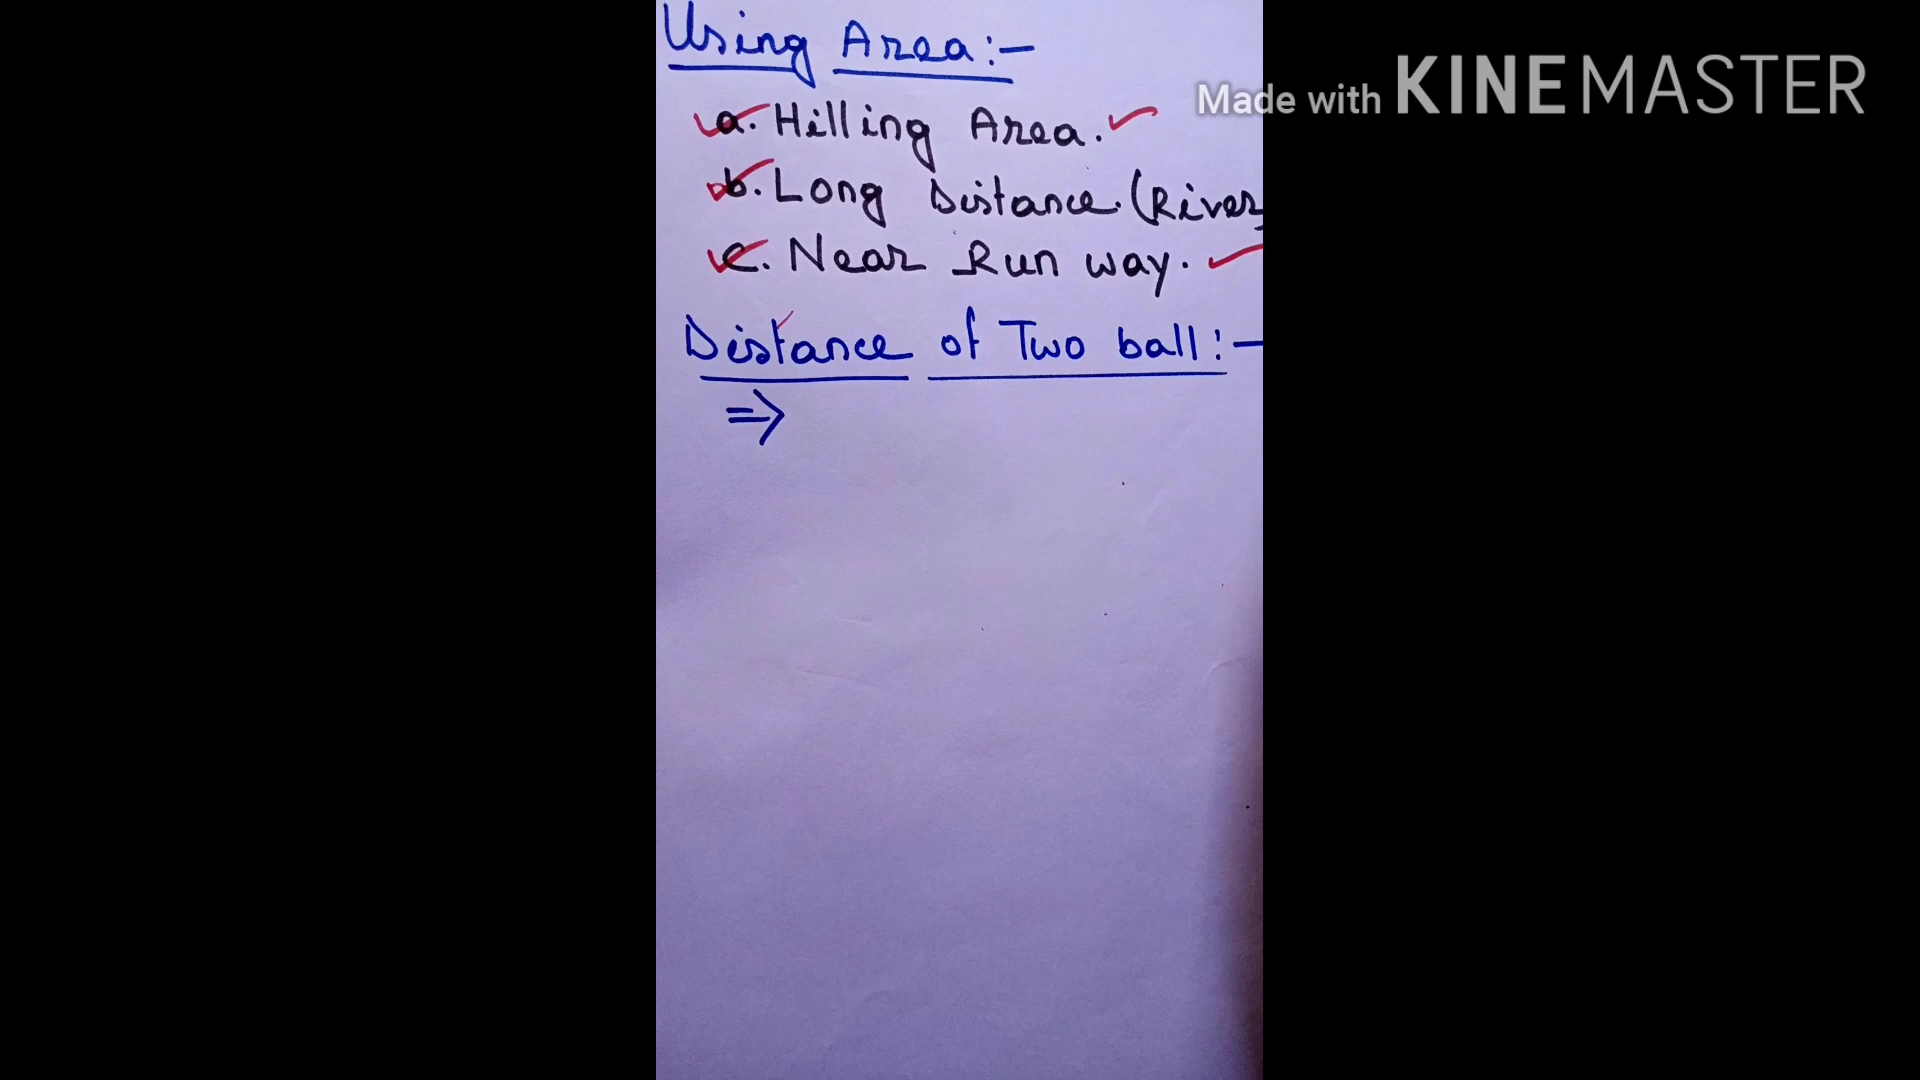 Using Area:-
a. Hilling Area.
b. Long Distance. (River
c. Near Run way.
Distance of Two ball:-
⇒
Made with KINEMASTER